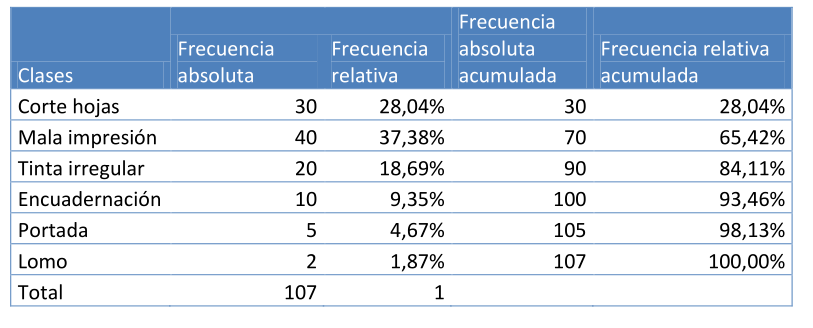 Clases Frecuencia absoluta Frecuencia relativa Frecuencia absoluta acumulada Frecuencia relativa acumulada
Corte hojas 30 28,04% 30 28,04%
Mala impresión 40 37,38% 70 65,42%
Tinta irregular 20 18,69% 90 84,11%
Encuadernación 10 9,35% 100 93,46%
Portada 5 4,67% 105 98,13%
Lomo 2 1,87% 107 100,00%
Total 107 1